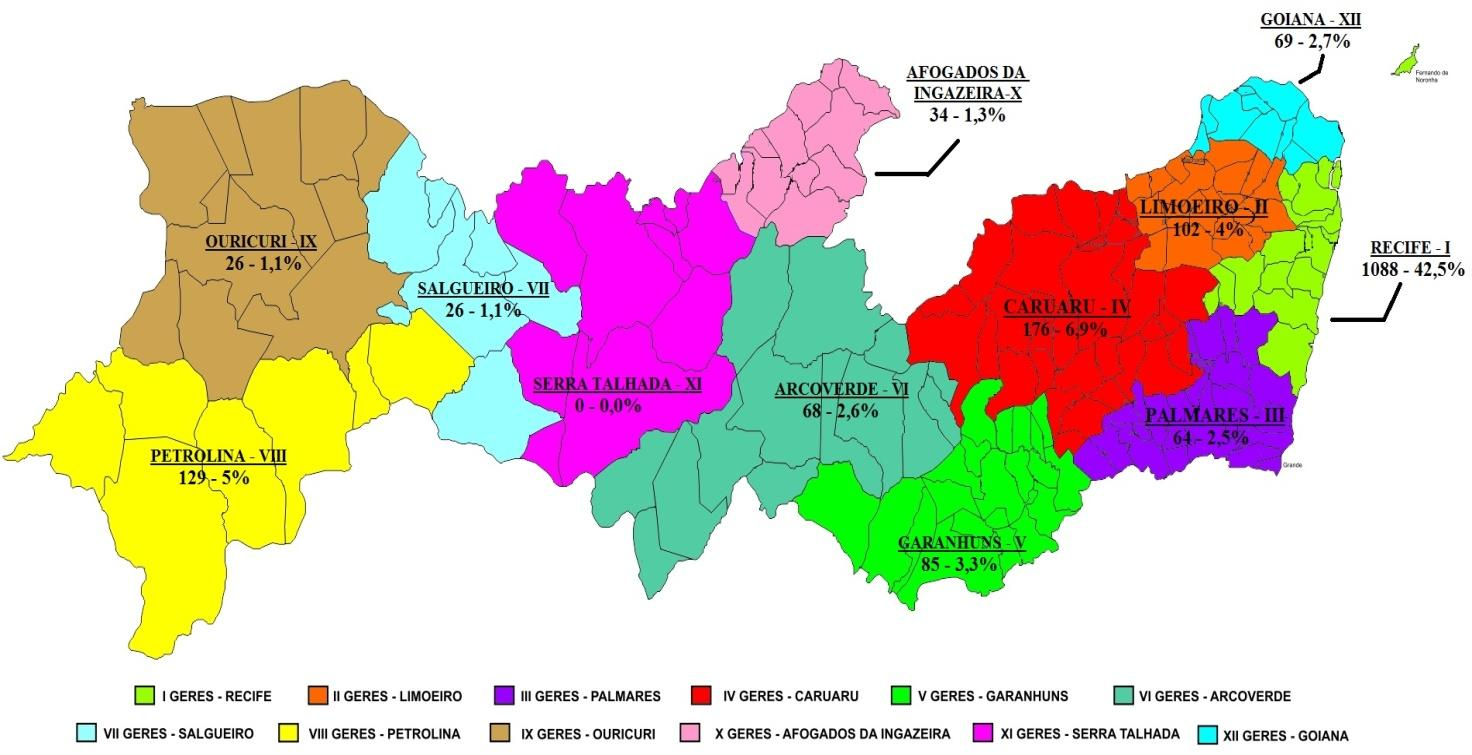 GOIANA - XII
69 - 2,7%
Fernando de
Noronha
AFOGADOS DA
INGAZEIRA-X
34 - 1,3%
LIMOEIRO - II
102 - 4%
OURICURI - IX
26 - 1,1%
RECIFE - I
1088 - 42,5%
SALGUEIRO - VII
26 - 1,1%
CARUARU - IV
176 - 6,9%
SERRA TALHADA - XI
0 - 0,0%
ARCOVERDE - VI
68 - 2,6%
PALMARES - III
64 - 2,5%
PETROLINA - VIII
129 - 5%
Grande
GARANHUNS - V
85 - 3,3%
I GERES - RECIFE
II GERES - LIMOEIRO
III GERES - PALMARES
IV GERES - CARUARU
V GERES - GARANHUNS
VI GERES - ARCOVERDE
VII GERES - SALGUEIRO
VIII GERES - PETROLINA
IX GERES - OURICURI
X GERES - AFOGADOS DA INGAZEIRA
XI GERES - SERRA TALHADA
XII GERES - GOIANA